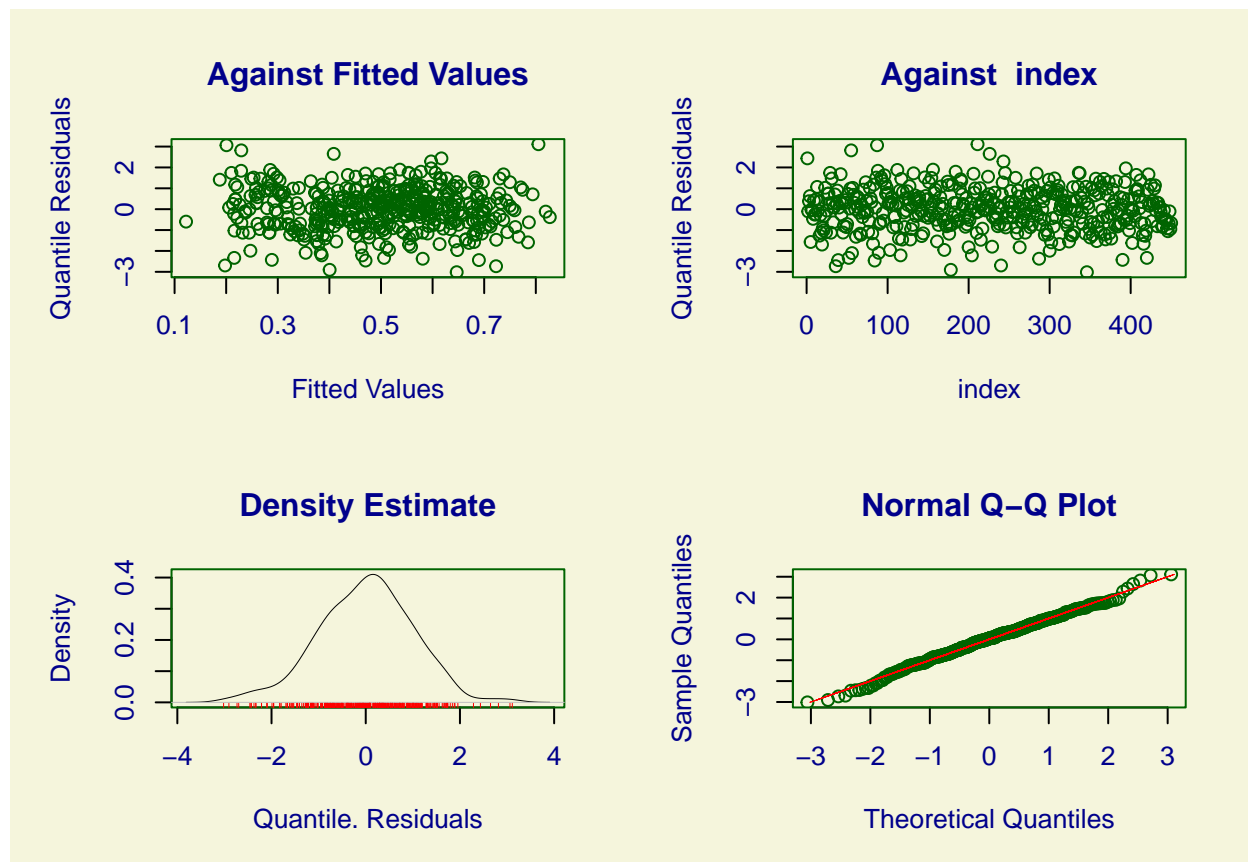 Against Fitted Values
Quantile Residuals
−3 0 2
0.1 0.3 0.5 0.7
Fitted Values
Against  index
Quantile Residuals
−3 0 2
0 100 200 300 400
index
Density Estimate
Density
0.0 0.2 0.4
−4 −2 0 2 4
Quantile. Residuals
Normal Q−Q Plot
Sample Quantiles
−3 0 2
−3 −2 −1 0 1 2 3
Theoretical Quantiles